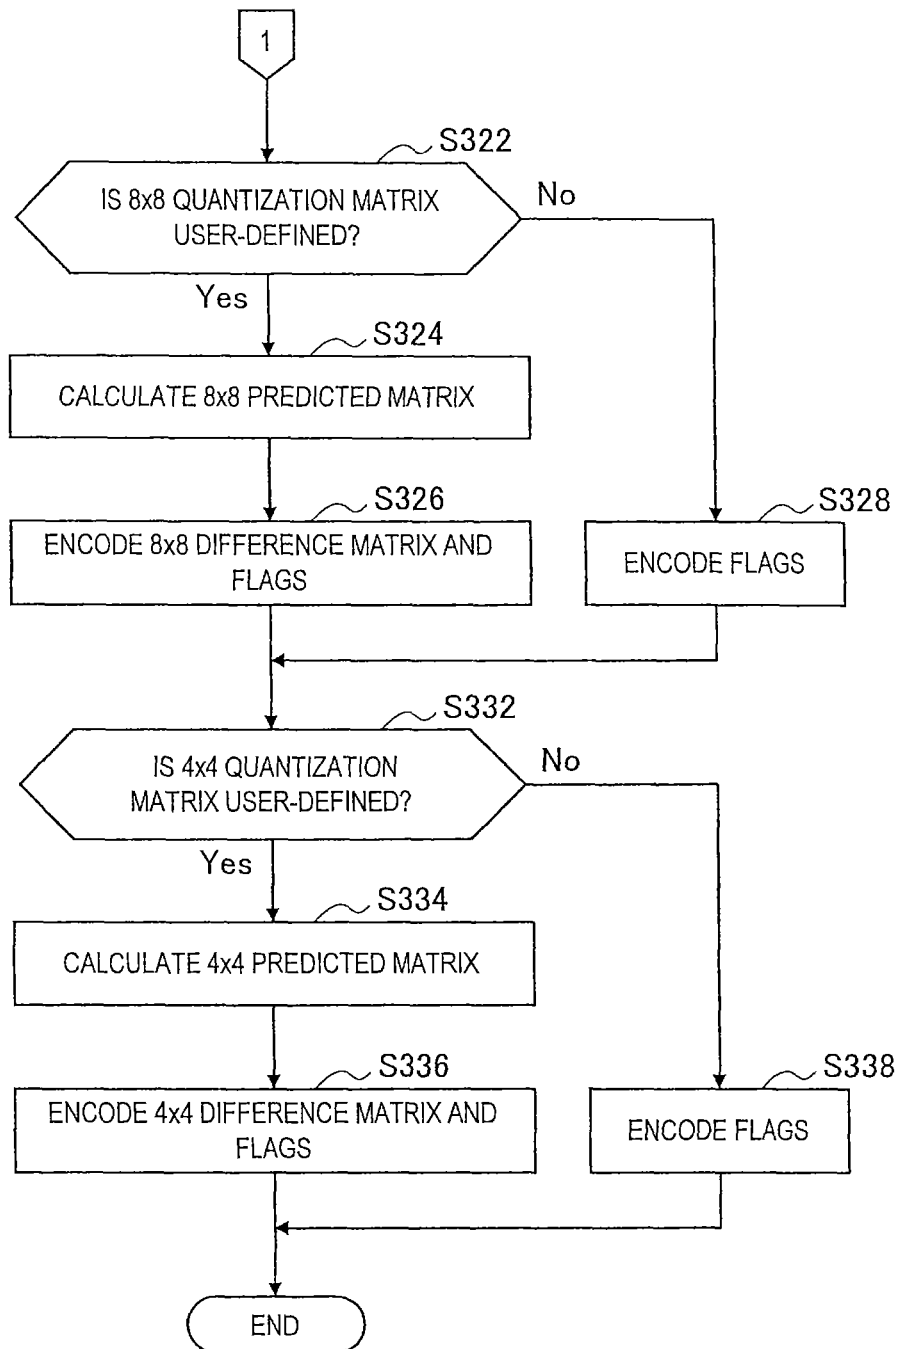 1
S322
IS 8x8 QUANTIZATION MATRIX
USER-DEFINED?
No
Yes
S324
CALCULATE 8x8 PREDICTED MATRIX
S326
ENCODE 8x8 DIFFERENCE MATRIX AND
FLAGS
S328
ENCODE FLAGS
S332
IS 4x4 QUANTIZATION
MATRIX USER-DEFINED?
No
Yes
S334
CALCULATE 4x4 PREDICTED MATRIX
S336
ENCODE 4x4 DIFFERENCE MATRIX AND
FLAGS
S338
ENCODE FLAGS
END